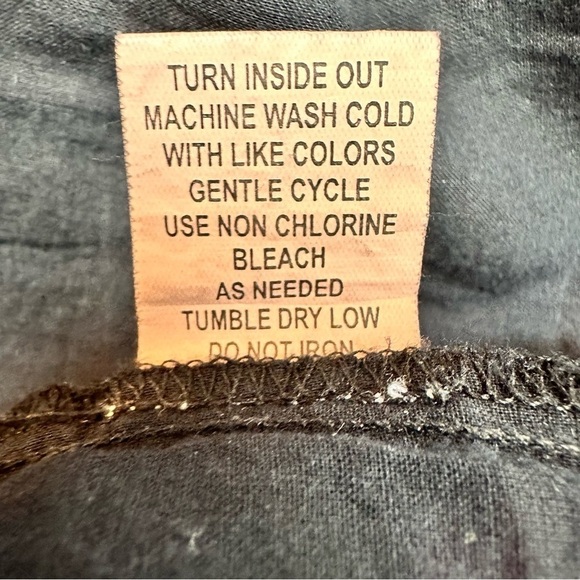 TURN INSIDE OUT
MACHINE WASH COLD
WITH LIKE COLORS
GENTLE CYCLE
USE NON CHLORINE
BLEACH
AS NEEDED
TUMBLE DRY LOW
DO NOT IRON